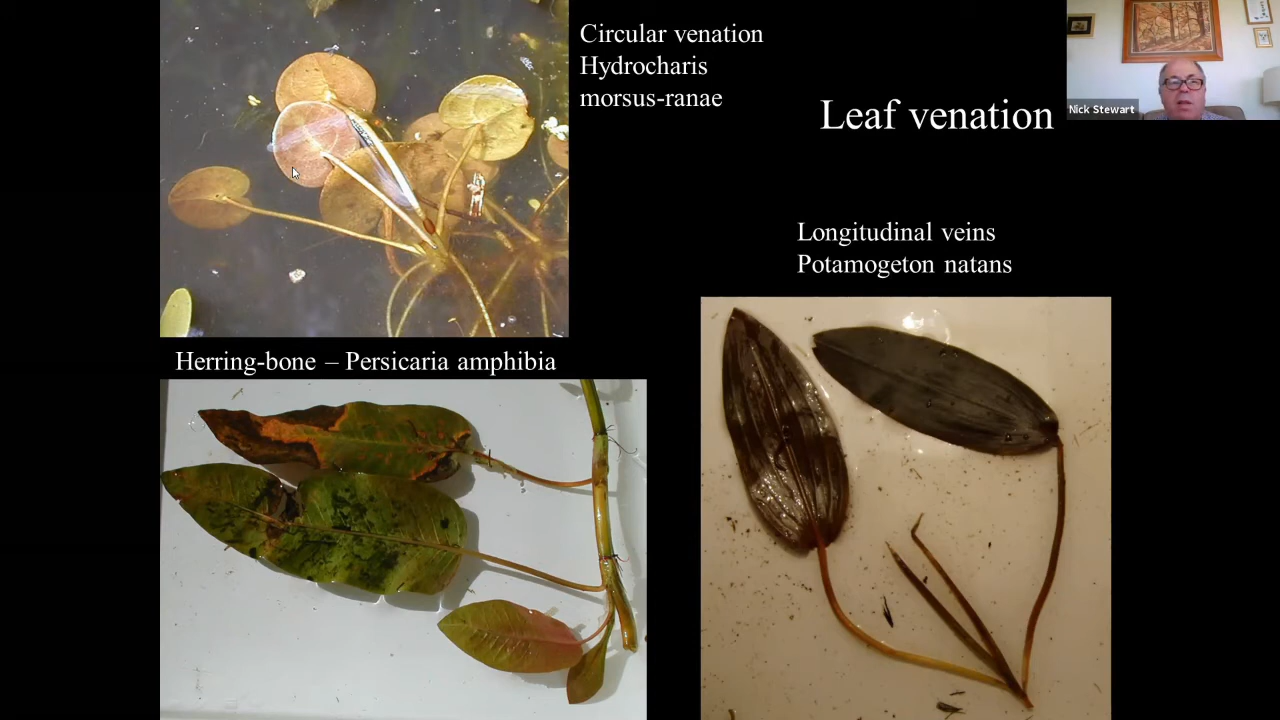 Circular venation
Hydrocharis
morsus-ranae
Leaf venation
Nick Stewart
Longitudinal veins
Potamogeton natans
Herring-bone – Persicaria amphibia